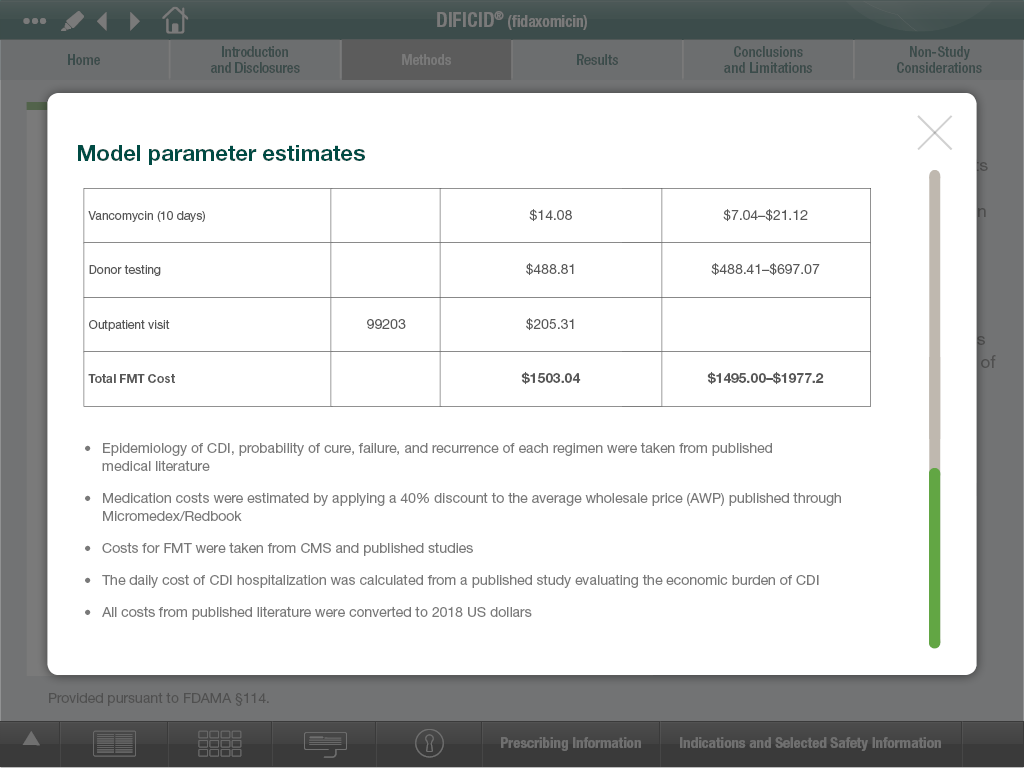 DIFICID® (fidaxomicin)
Home
Introduction
and Disclosures
Methods
Results
Conclusions
and Limitations
Non-Study
Considerations
Model parameter estimates
Vancomycin (10 days) $14.08 $7.04–$21.12
Donor testing $488.81 $488.41–$697.07
Outpatient visit 99203 $205.31
Total FMT Cost $1503.04 $1495.00–$1977.2
• Epidemiology of CDI, probability of cure, failure, and recurrence of each regimen were taken from published
medical literature
• Medication costs were estimated by applying a 40% discount to the average wholesale price (AWP) published through
Micromedex/Redbook
• Costs for FMT were taken from CMS and published studies
• The daily cost of CDI hospitalization was calculated from a published study evaluating the economic burden of CDI
• All costs from published literature were converted to 2018 US dollars
of
Provided pursuant to FDAMA §114.
Prescribing Information
Indications and Selected Safety Information